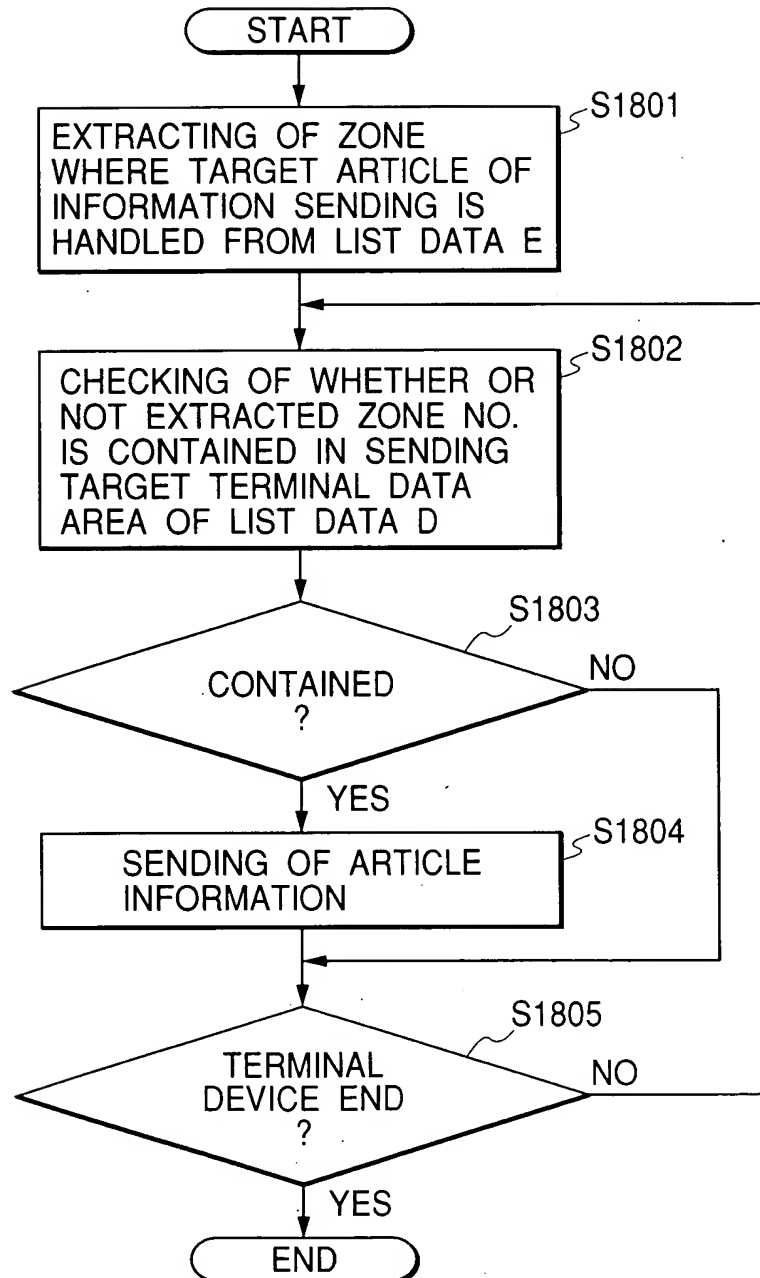 START
S1801
EXTRACTING OF ZONE
WHERE TARGET ARTICLE OF
INFORMATION SENDING IS
HANDLED FROM LIST DATA E
S1802
CHECKING OF WHETHER OR
NOT EXTRACTED ZONE NO.
IS CONTAINED IN SENDING
TARGET TERMINAL DATA
AREA OF LIST DATA D
S1803
CONTAINED
?
NO
YES
S1804
SENDING OF ARTICLE
INFORMATION
S1805
TERMINAL
DEVICE END
?
NO
YES
END